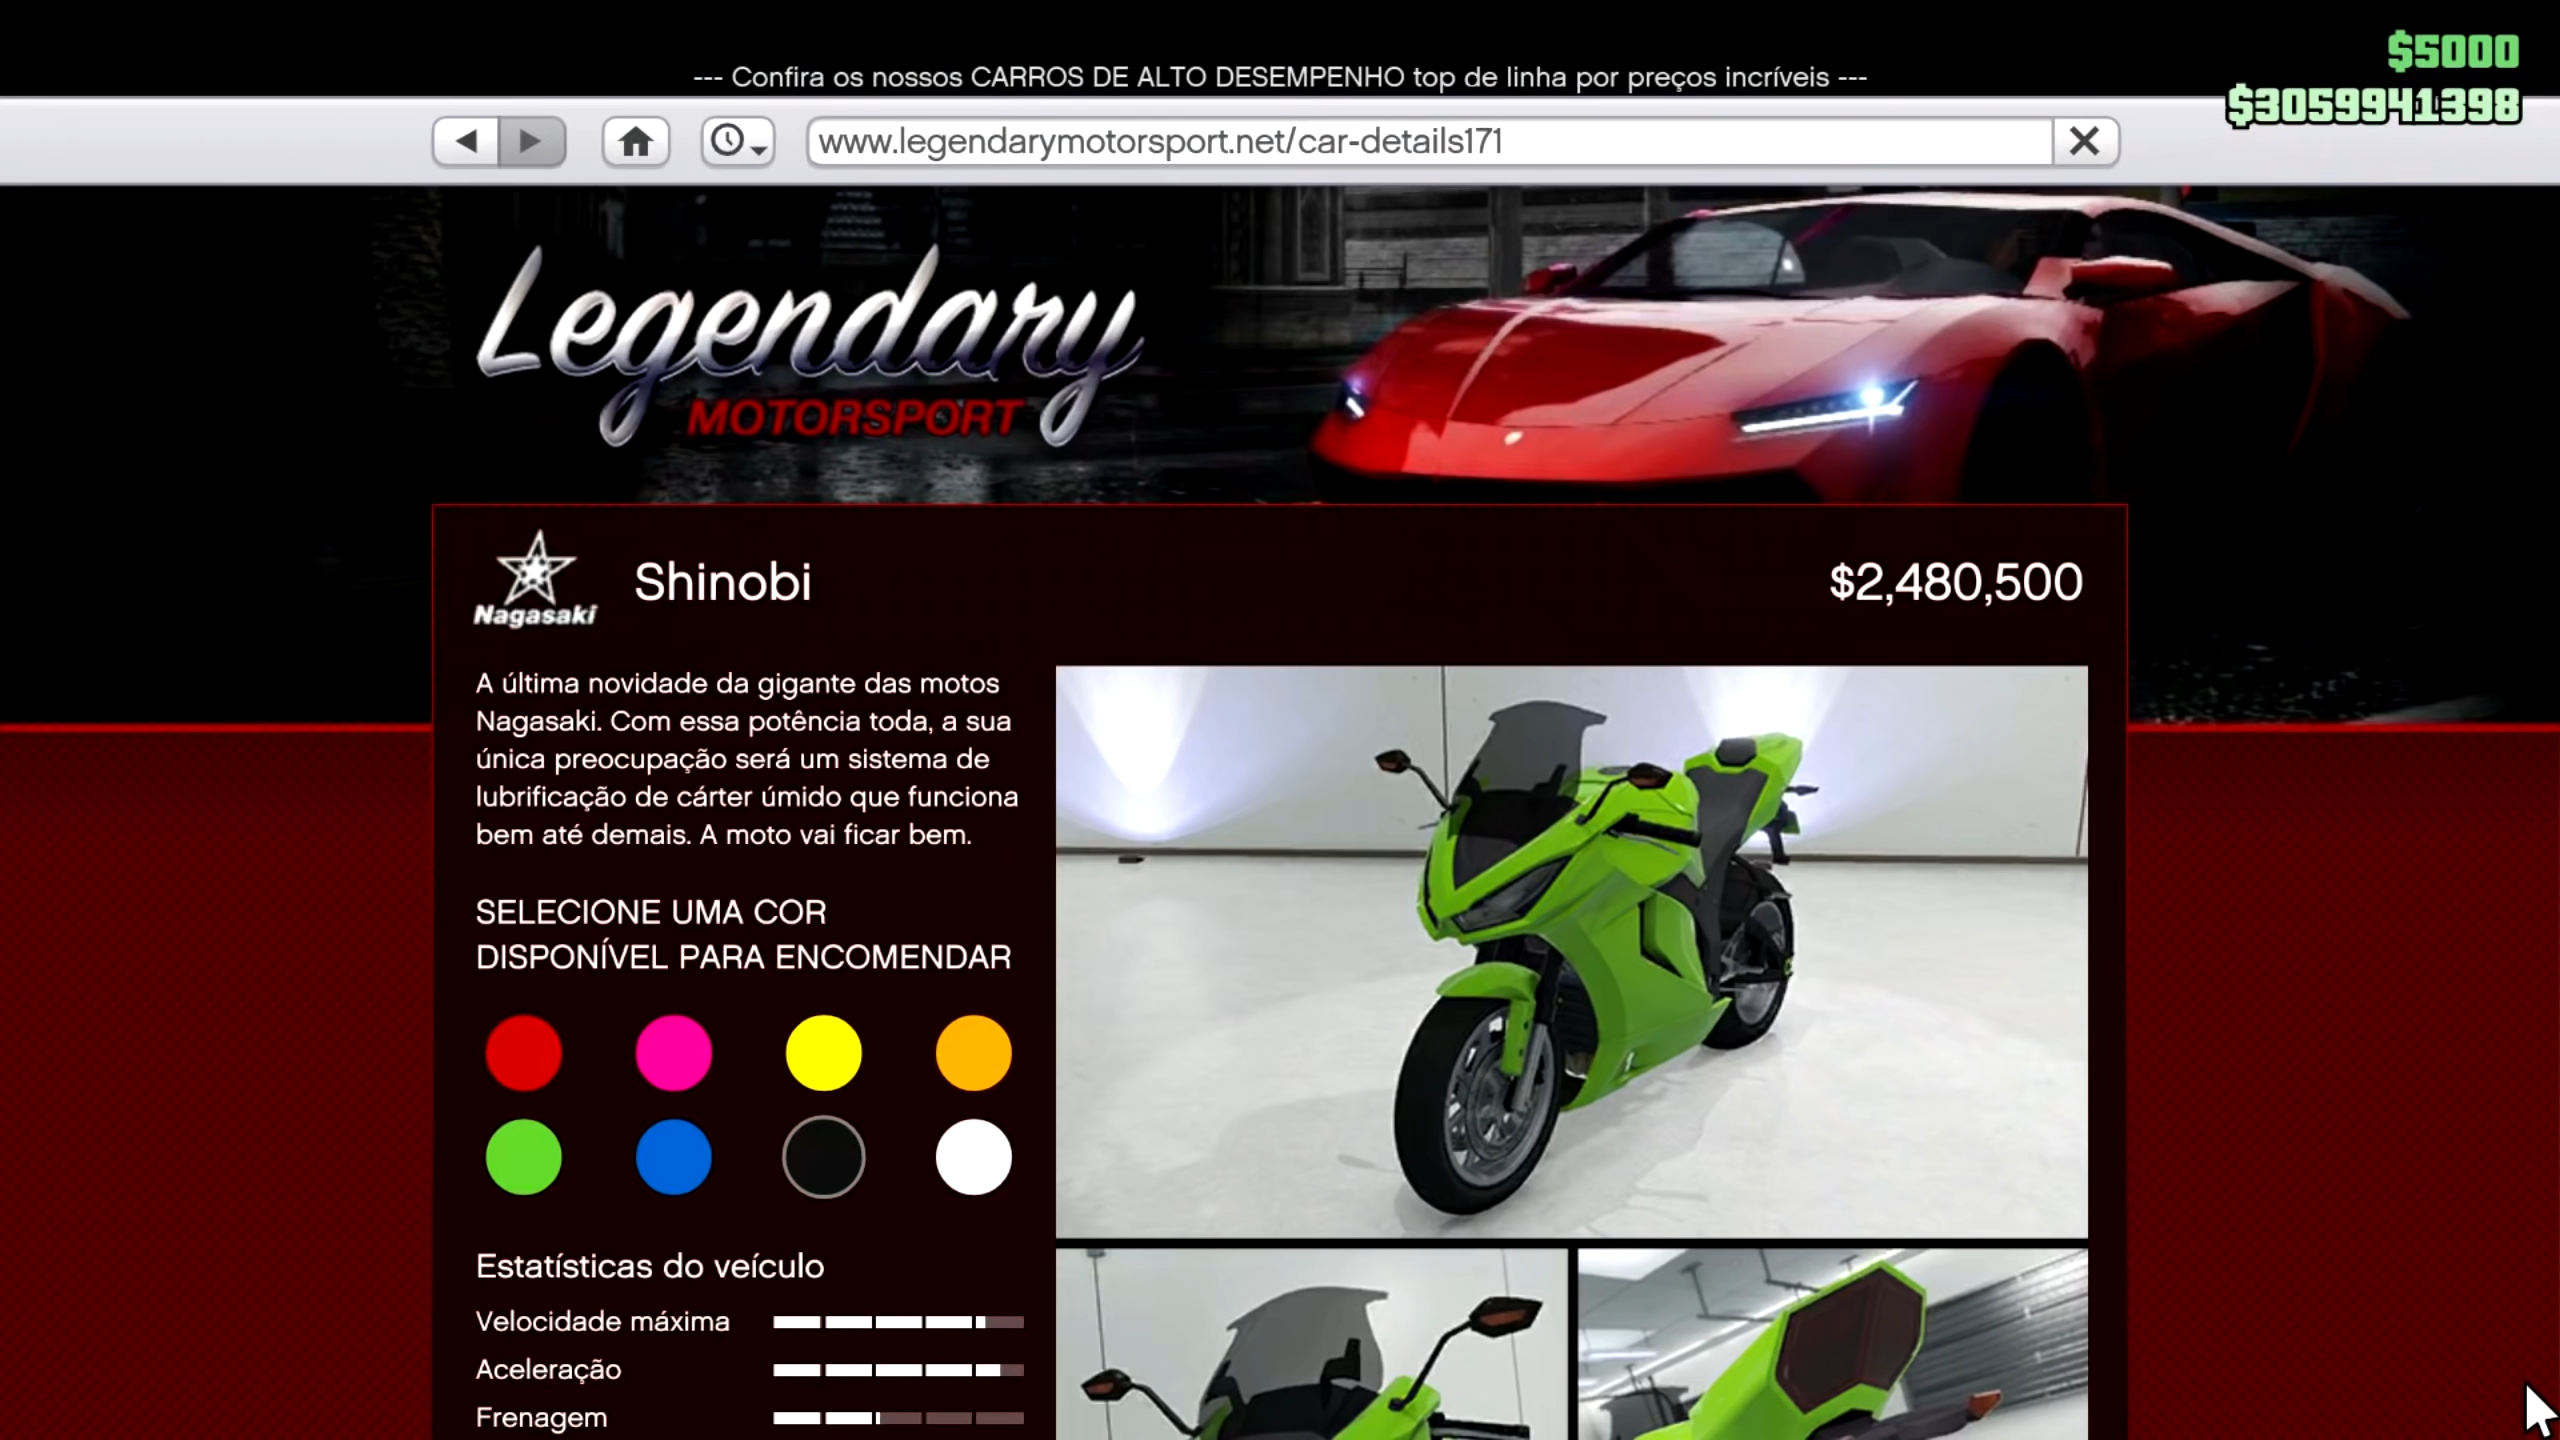 $5000
--- Confira os nossos CARROS DE ALTO DESEMPENHO top de linha por preços incríveis ---
$3059941398
www.legendarymotorsport.net/car-details171
Legendary
MOTORSPORT
Nagasaki
Shinobi
$2,480,500
A última novidade da gigante das motos
Nagasaki. Com essa potência toda, a sua
única preocupação será um sistema de
lubrificação de cárter úmido que funciona
bem até demais. A moto vai ficar bem.
SELECIONE UMA COR
DISPONÍVEL PARA ENCOMENDAR
Estatísticas do veículo
Velocidade máxima
Aceleração
Frenagem